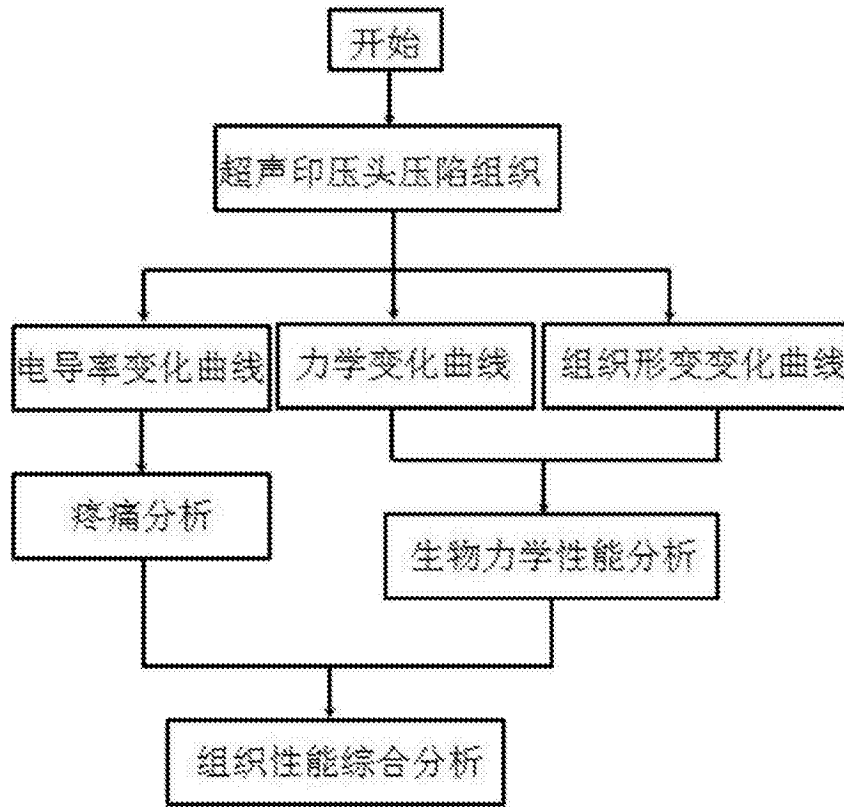 开始
超声印压头压陷组织
电导率变化曲线
力学变化曲线
组织形变变化曲线
疼痛分析
生物力学性能分析
组织性能综合分析